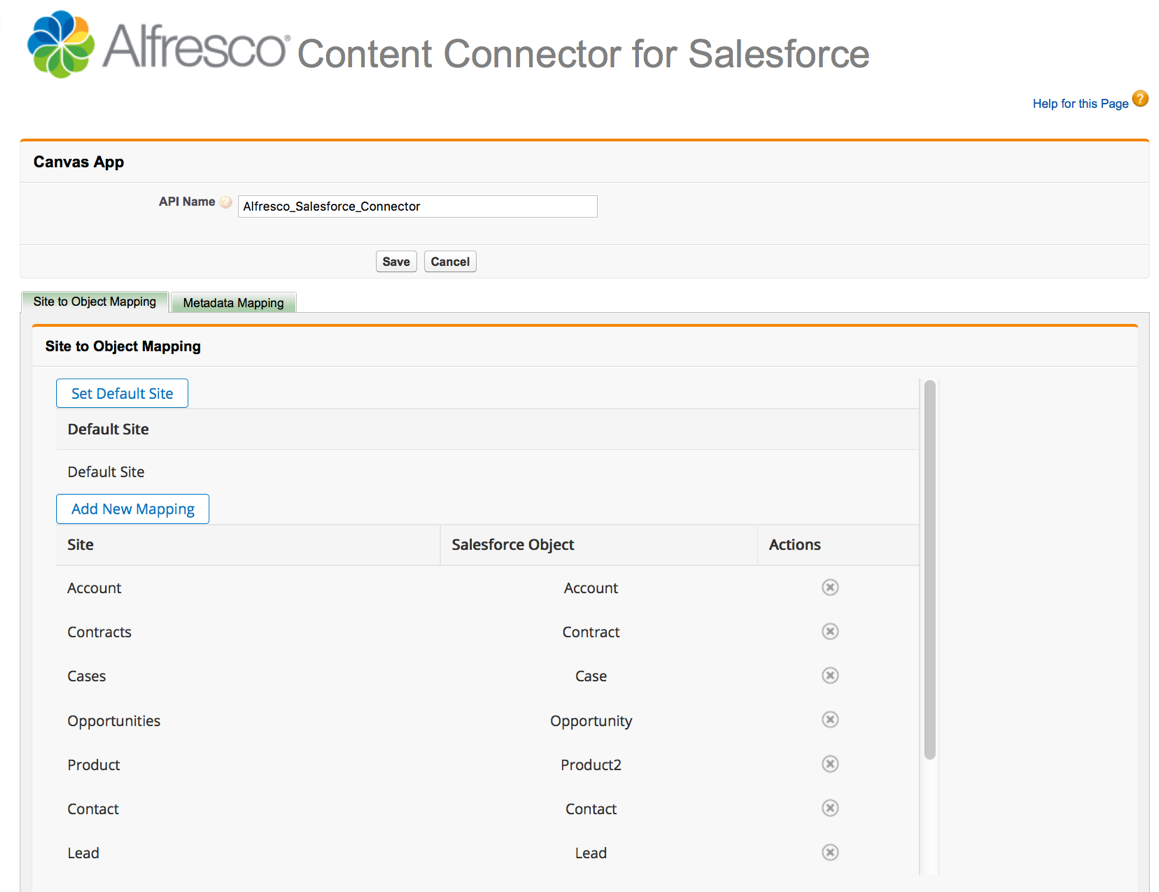 Alfresco® Content Connector for Salesforce
Help for this Page ?
Canvas App
API Name Alfresco_Salesforce_Connector
Save Cancel
Site to Object Mapping Metadata Mapping
Site to Object Mapping
Set Default Site
Default Site
Default Site
Add New Mapping
Site Salesforce Object Actions
Account Account
Contracts Contract
Cases Case
Opportunities Opportunity
Product Product2
Contact Contact
Lead Lead